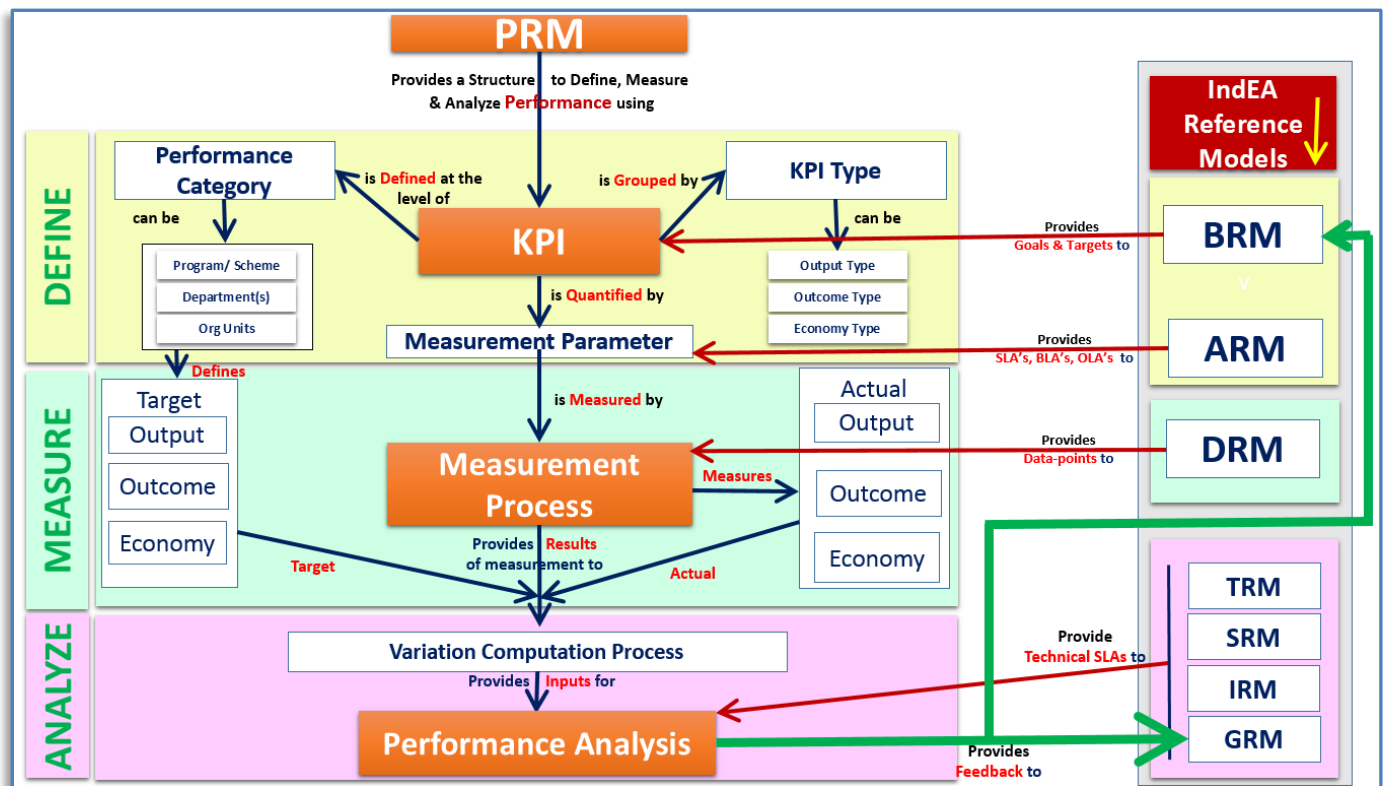 PRM
Provides a Structure to Define, Measure
& Analyze Performance using
IndEA
Reference
Models
DEFINE
Performance
Category
is Defined at the
level of
is Grouped by
KPI Type
can be
can be
KPI
Provides
Goals & Targets to
BRM
v
Program/ Scheme
Department(s)
Org Units
Output Type
Outcome Type
Economy Type
is Quantified by
Measurement Parameter
Provides
SLA's, BLA's, OLA's to
ARM
Defines
MEASURE
Target
Output
Outcome
Economy
is Measured by
Actual
Output
Outcome
Economy
Measurement
Process
Measures
Provides
Data-points to
DRM
Provides Results
of measurement to
Target
Actual
ANALYZE
Variation Computation Process
Provides Inputs for
Performance Analysis
Provide
Technical SLAs to
TRM
SRM
IRM
GRM
Provides
Feedback to